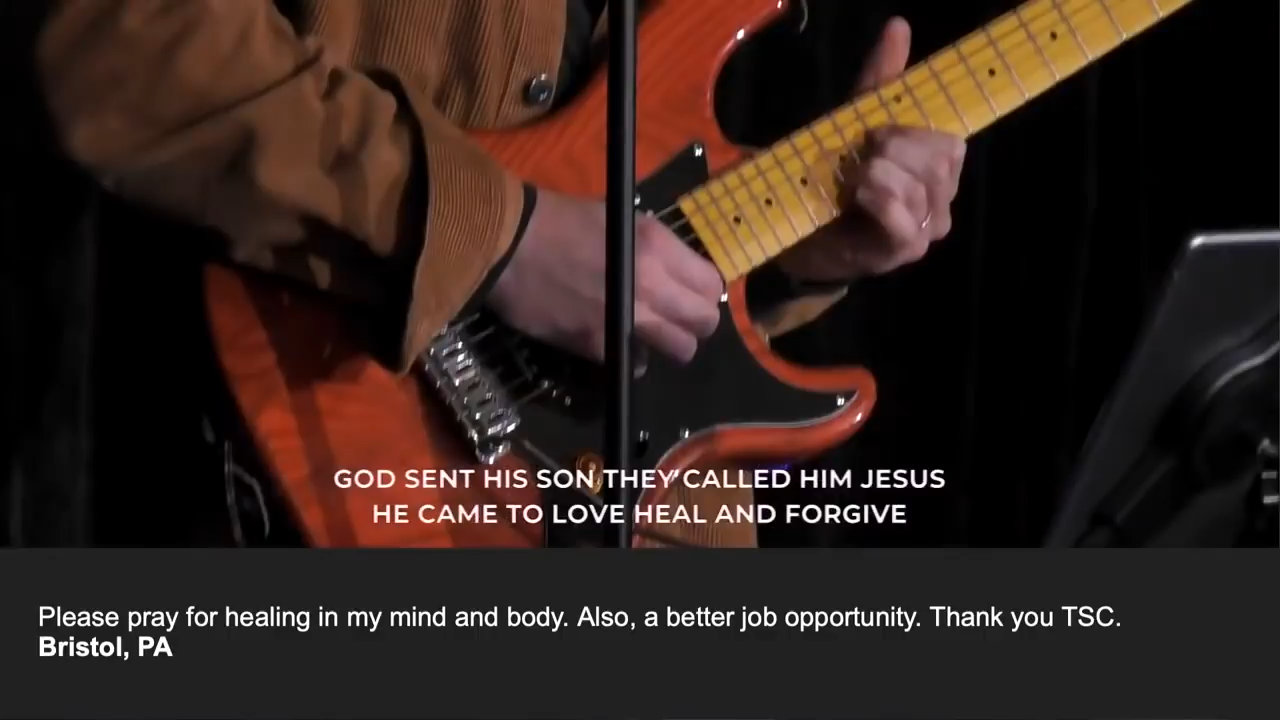 GOD SENT HIS SON THEY CALLED HIM JESUS
HE CAME TO LOVE HEAL AND FORGIVE
Please pray for healing in my mind and body. Also, a better job opportunity. Thank you TSC.
Bristol, PA